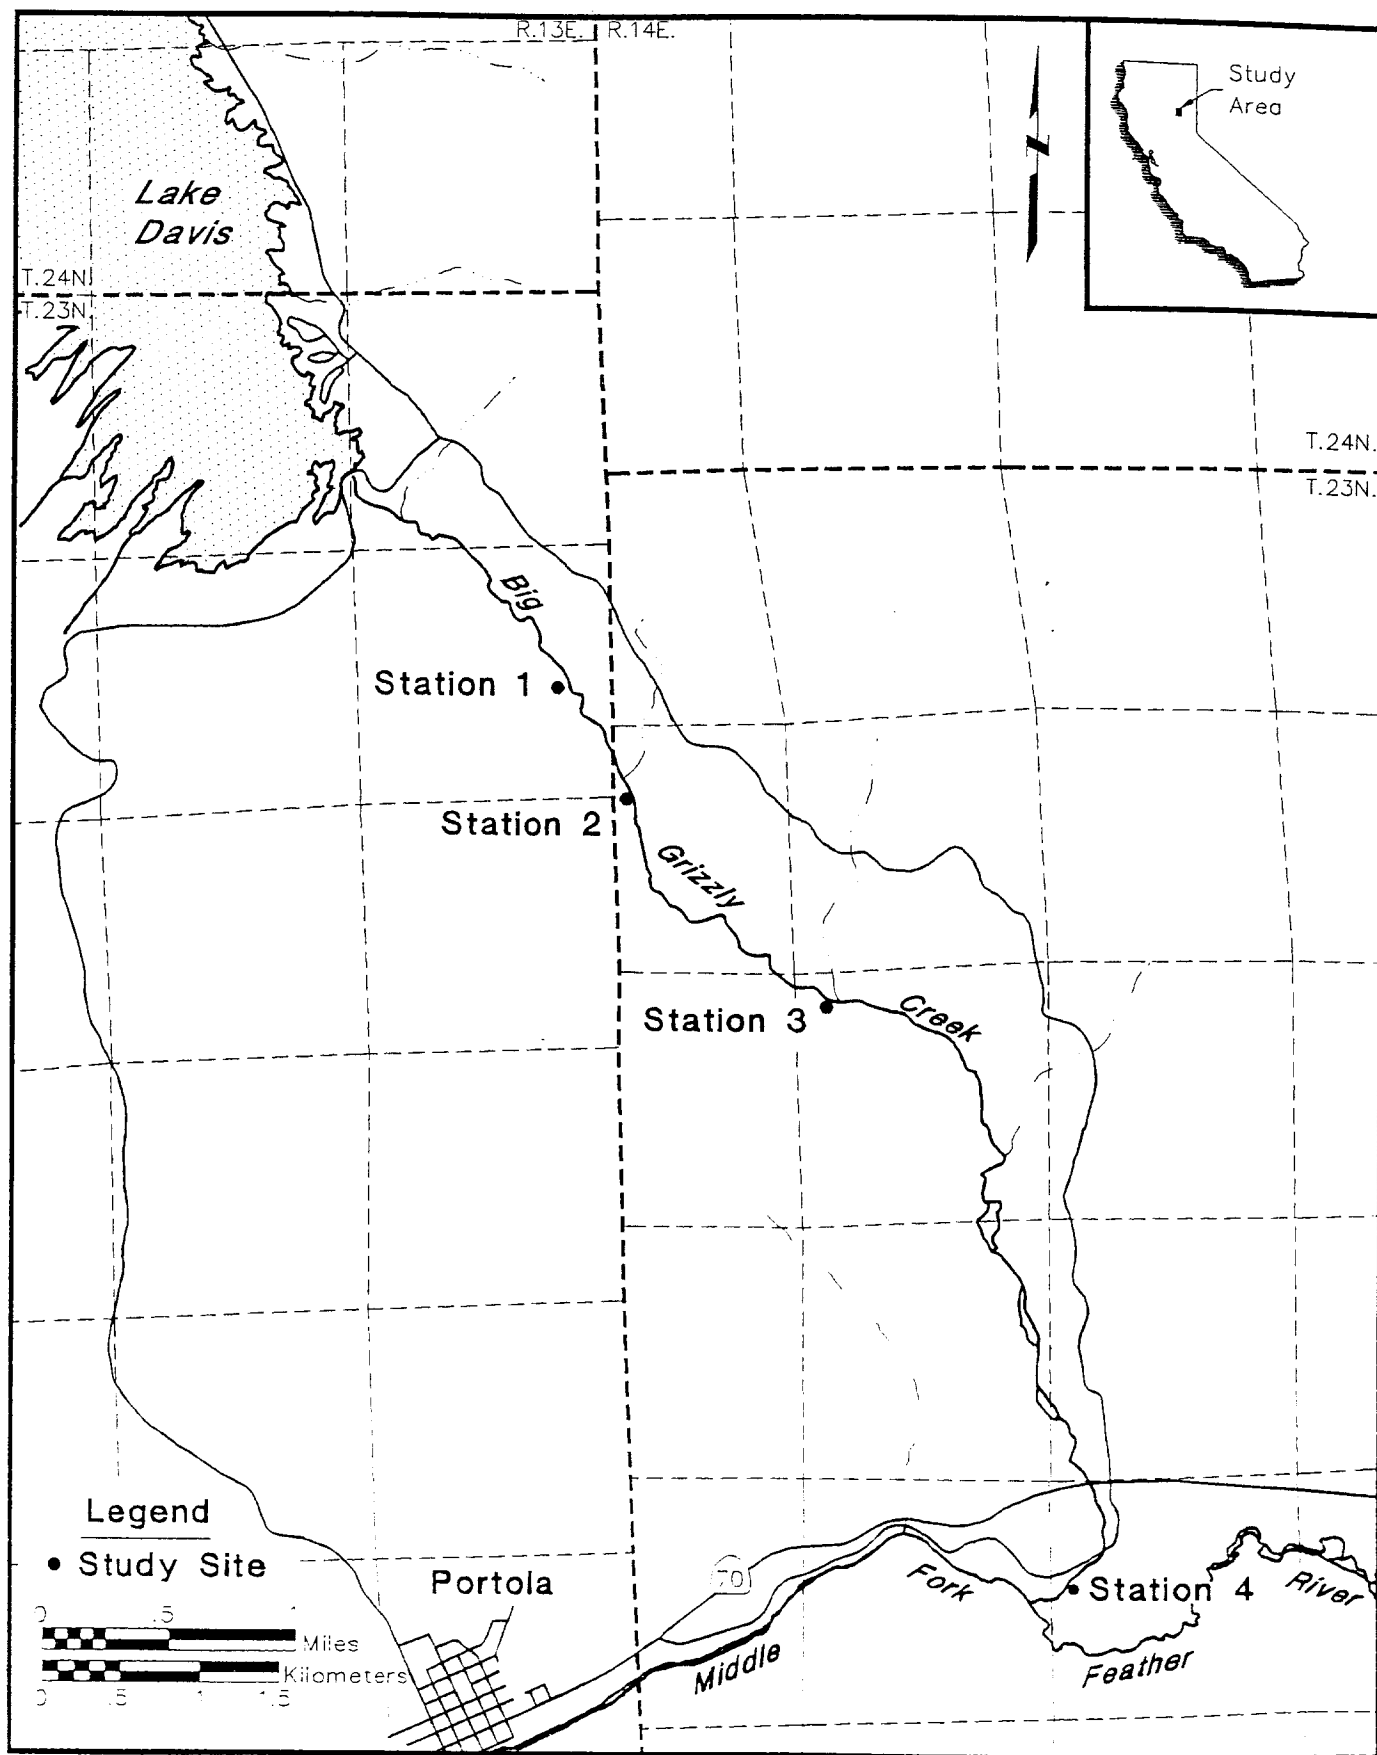 R.13E. R.14E.
Study
Area
Lake
Davis
T.24N.
T.23N.
T.24N.
T.23N.
Big
Station 1
Station 2
Grizzly
Station 3
Creek
Legend
Study Site
Portola
70
Fork
Station 4
River
Middle
Feather
0 .5 1
Miles
Kilometers
0 .5 1 1.5